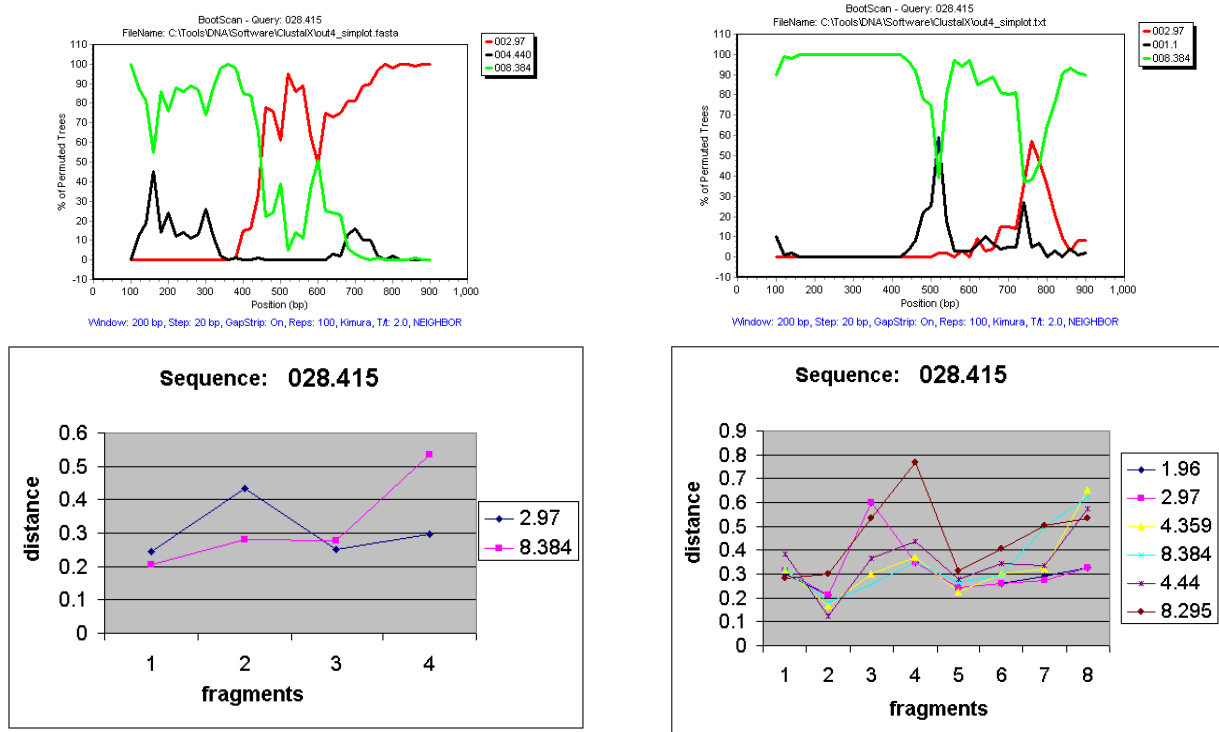 BootScan - Query: 028.415
FileName: C:\Tools\DNA\Software\ClustalX\out4_simplot.fasta
002.97
004.440
008.384
% of Permuted Trees
110
100
90
80
70
60
50
40
30
20
10
0
-10
0 100 200 300 400 500 600 700 800 900 1,000
Position (bp)
Window: 200 bp, Step: 20 bp, GapStrip: On, Reps: 100, Kimura, T/t: 2.0, NEIGHBOR
BootScan - Query: 028.415
FileName: C:\Tools\DNA\Software\ClustalX\out4_simplot.txt
002.97
001.1
008.384
% of Permuted Trees
110
100
90
80
70
60
50
40
30
20
10
0
-10
0 100 200 300 400 500 600 700 800 900 1,000
Position (bp)
Window: 200 bp, Step: 20 bp, GapStrip: On, Reps: 100, Kimura, T/t: 2.0, NEIGHBOR
Sequence: 028.415
distance
0.6
0.5
0.4
0.3
0.2
0.1
0
1 2 3 4
fragments
2.97
8.384
Sequence: 028.415
distance
0.9
0.8
0.7
0.6
0.5
0.4
0.3
0.2
0.1
0
1 2 3 4 5 6 7 8
fragments
1.96
2.97
4.359
8.384
4.44
8.295